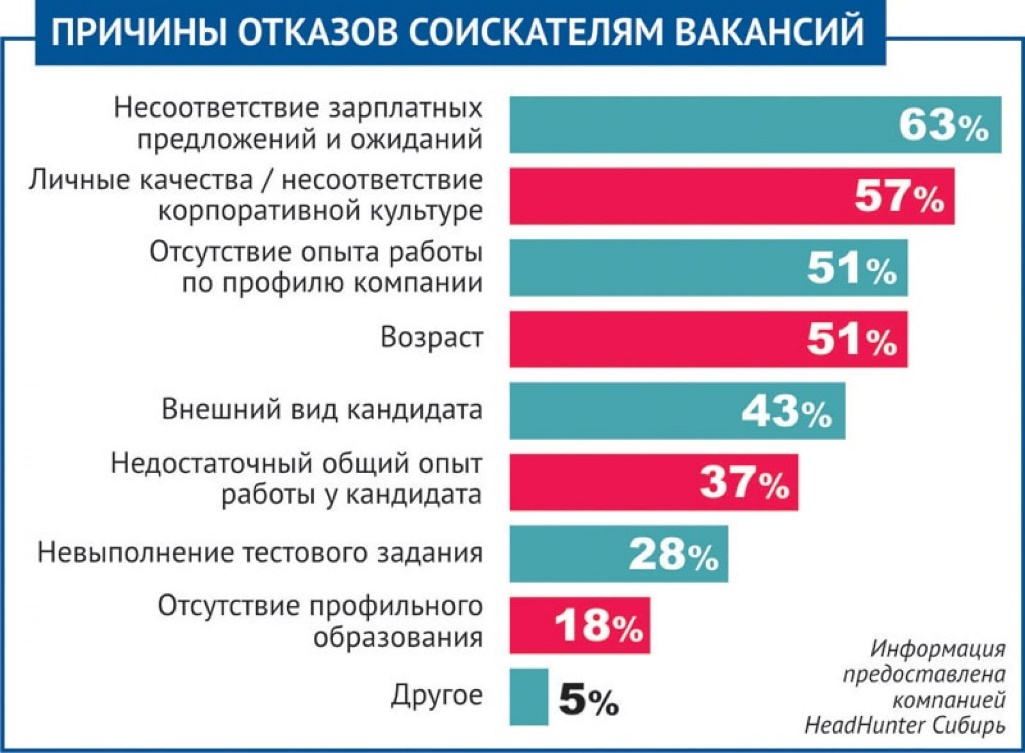 ПРИЧИНЫ ОТКАЗОВ СОИСКАТЕЛЯМ ВАКАНСИЙ
Несоответствие зарплатных
предложений и ожиданий
63%
Личные качества / несоответствие
корпоративной культуре
57%
Отсутствие опыта работы
по профилю компании
51%
Возраст
51%
Внешний вид кандидата
43%
Недостаточный общий опыт
работы у кандидата
37%
Невыполнение тестового задания
28%
Отсутствие профильного
образования
18%
Другое
5%
Информация
предоставлена
компанией
HeadHunter Сибирь